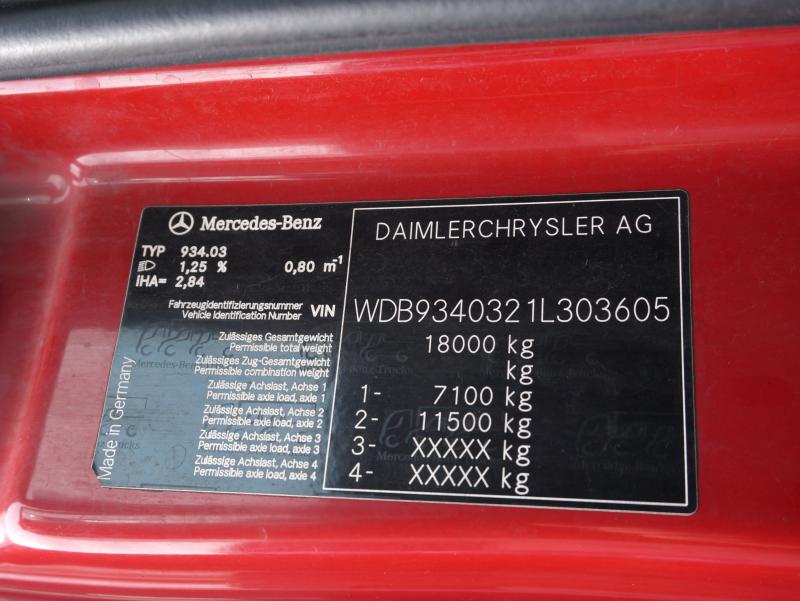 Mercedes-Benz
TYP 934.03
1,25 % 0,80 m-1
IHA= 2,84
DAIMLERCHRYSLER AG
Fahrzeugidentifizierungsnummer
Vehicle Identification Number VIN WDB9340321L303605
Zulässiges Gesamtgewicht
Permissible total weight 18000 kg
Zulässiges Zug-Gesamtgewicht
Permissible combination weight kg
Zulässige Achslast, Achse 1
Permissible axle load, axle 1 1- 7100 kg
Zulässige Achslast, Achse 2
Permissible axle load, axle 2 2- 11500 kg
Zulässige Achslast, Achse 3
Permissible axle load, axle 3 3- XXXXX kg
Zulässige Achslast, Achse 4
Permissible axle load, axle 4 4- XXXXX kg
Made in Germany